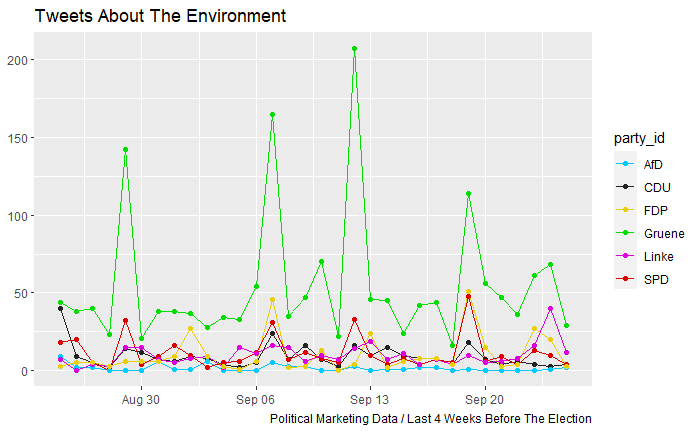 Tweets About The Environment
200
150
100
50
0
Aug 30
Sep 06
Sep 13
Sep 20
Political Marketing Data / Last 4 Weeks Before The Election
party_id
AfD
CDU
FDP
Gruene
Linke
SPD